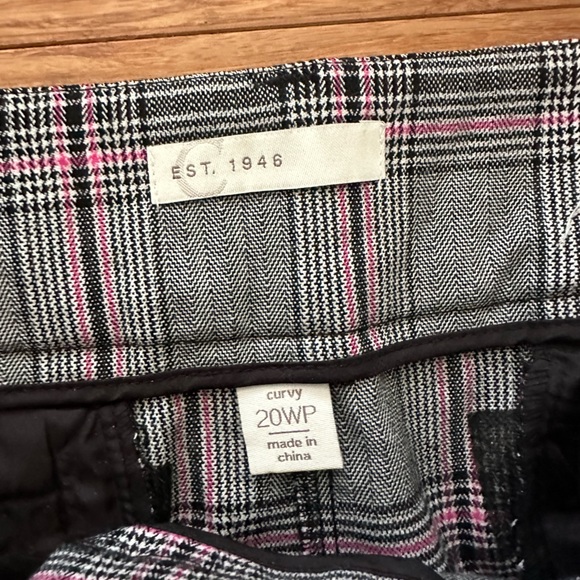 C
EST. 1946
curvy
20WP
made in
china